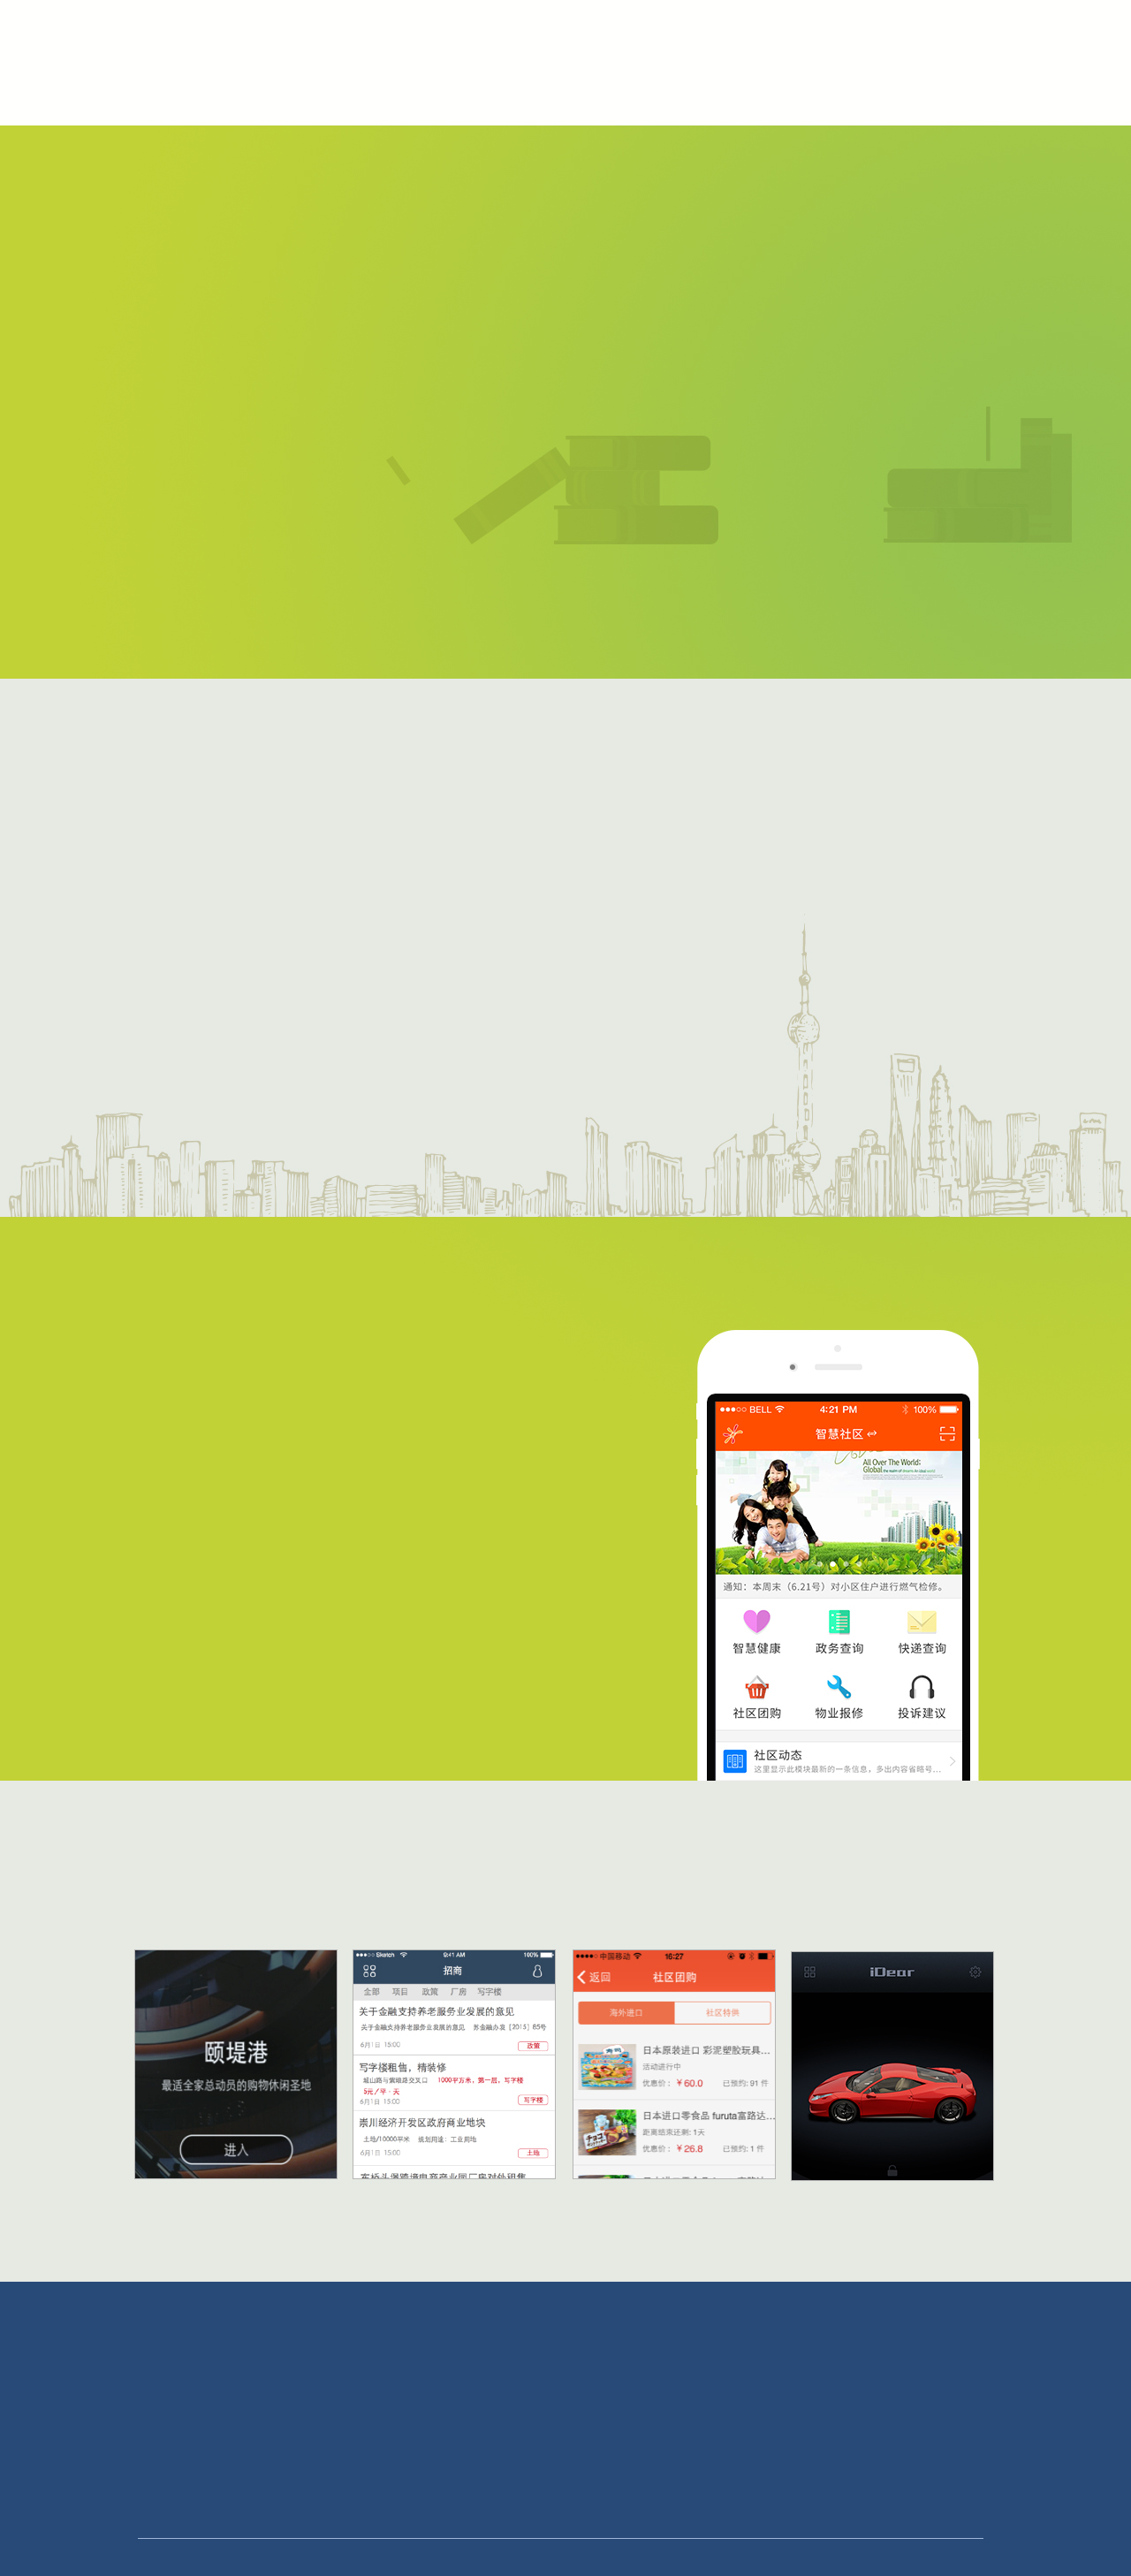 BELL 4:21 PM 100%
智慧社区
All Over The World;
通知：本周末（6.21号）对小区住户进行燃气检修。
智慧健康 政务查询 快递查询
社区团购 物业报修 投诉建议
社区动态
这里显示此模块最新的一条信息，多出内容省略号...
颐堤港
最适全家总动员的购物休闲圣地
进入
Sketch 9:41 AM 100%
招商
全部 项目 政策 厂房 写字楼
关于金融支持养老服务业发展的意见
关于金融支持养老服务业发展的意见 苏金融办发［2015］85号
6月1日 15:00 政策
写字楼租售，精装修
1000平方米，第一层，写字楼
5元／平·天
6月1日 15:00 写字楼
崇川经济开发区政府商业地块
土地/10000平米 规划用途：工业用地
6月1日 15:00 土地
中国移动 16:27
返回 社区团购
海外进口 社区特供
日本原装进口 彩泥塑胶玩具...
活动进行中
优惠价：￥60.0 已预约: 91 件
日本进口零食品 furuta富路达...
距离结束还剩: 1天
优惠价：￥26.8 已预约: 1 件
iDear